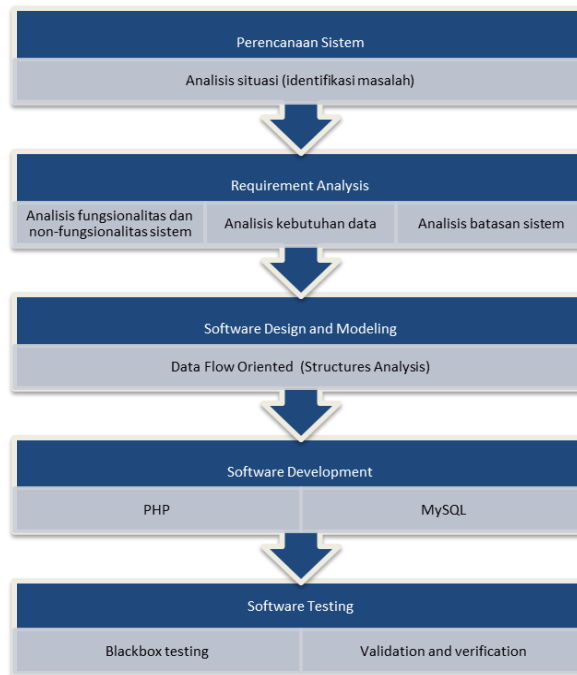 Perencanaan Sistem
Analisis situasi (identifikasi masalah)
Requirement Analysis
Analisis fungsionalitas dan
non-fungsionalitas sistem
Analisis kebutuhan data
Analisis batasan sistem
Software Design and Modeling
Data Flow Oriented (Structures Analysis)
Software Development
PHP
MySQL
Software Testing
Blackbox testing
Validation and verification